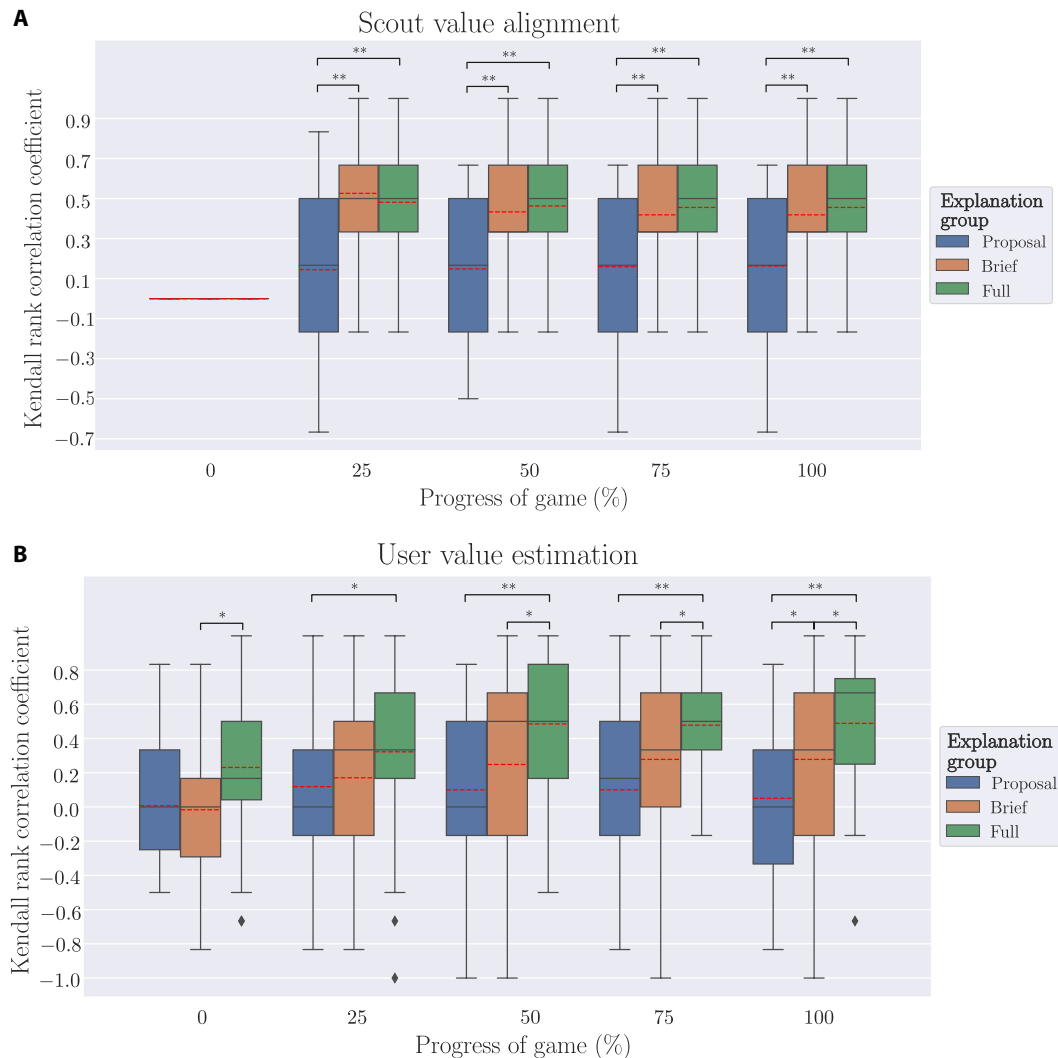 A
Scout value alignment
Kendall rank correlation coefficient
0.9
0.7
0.5
0.3
0.1
−0.1
−0.3
−0.5
−0.7
** ** ** **
** ** ** **
0 25 50 75 100
Progress of game (%)
Explanation
group
Proposal
Brief
Full
B
User value estimation
Kendall rank correlation coefficient
0.8
0.6
0.4
0.2
0.0
−0.2
−0.4
−0.6
−0.8
−1.0
* ** ** **
* * * * *
0 25 50 75 100
Progress of game (%)
Explanation
group
Proposal
Brief
Full